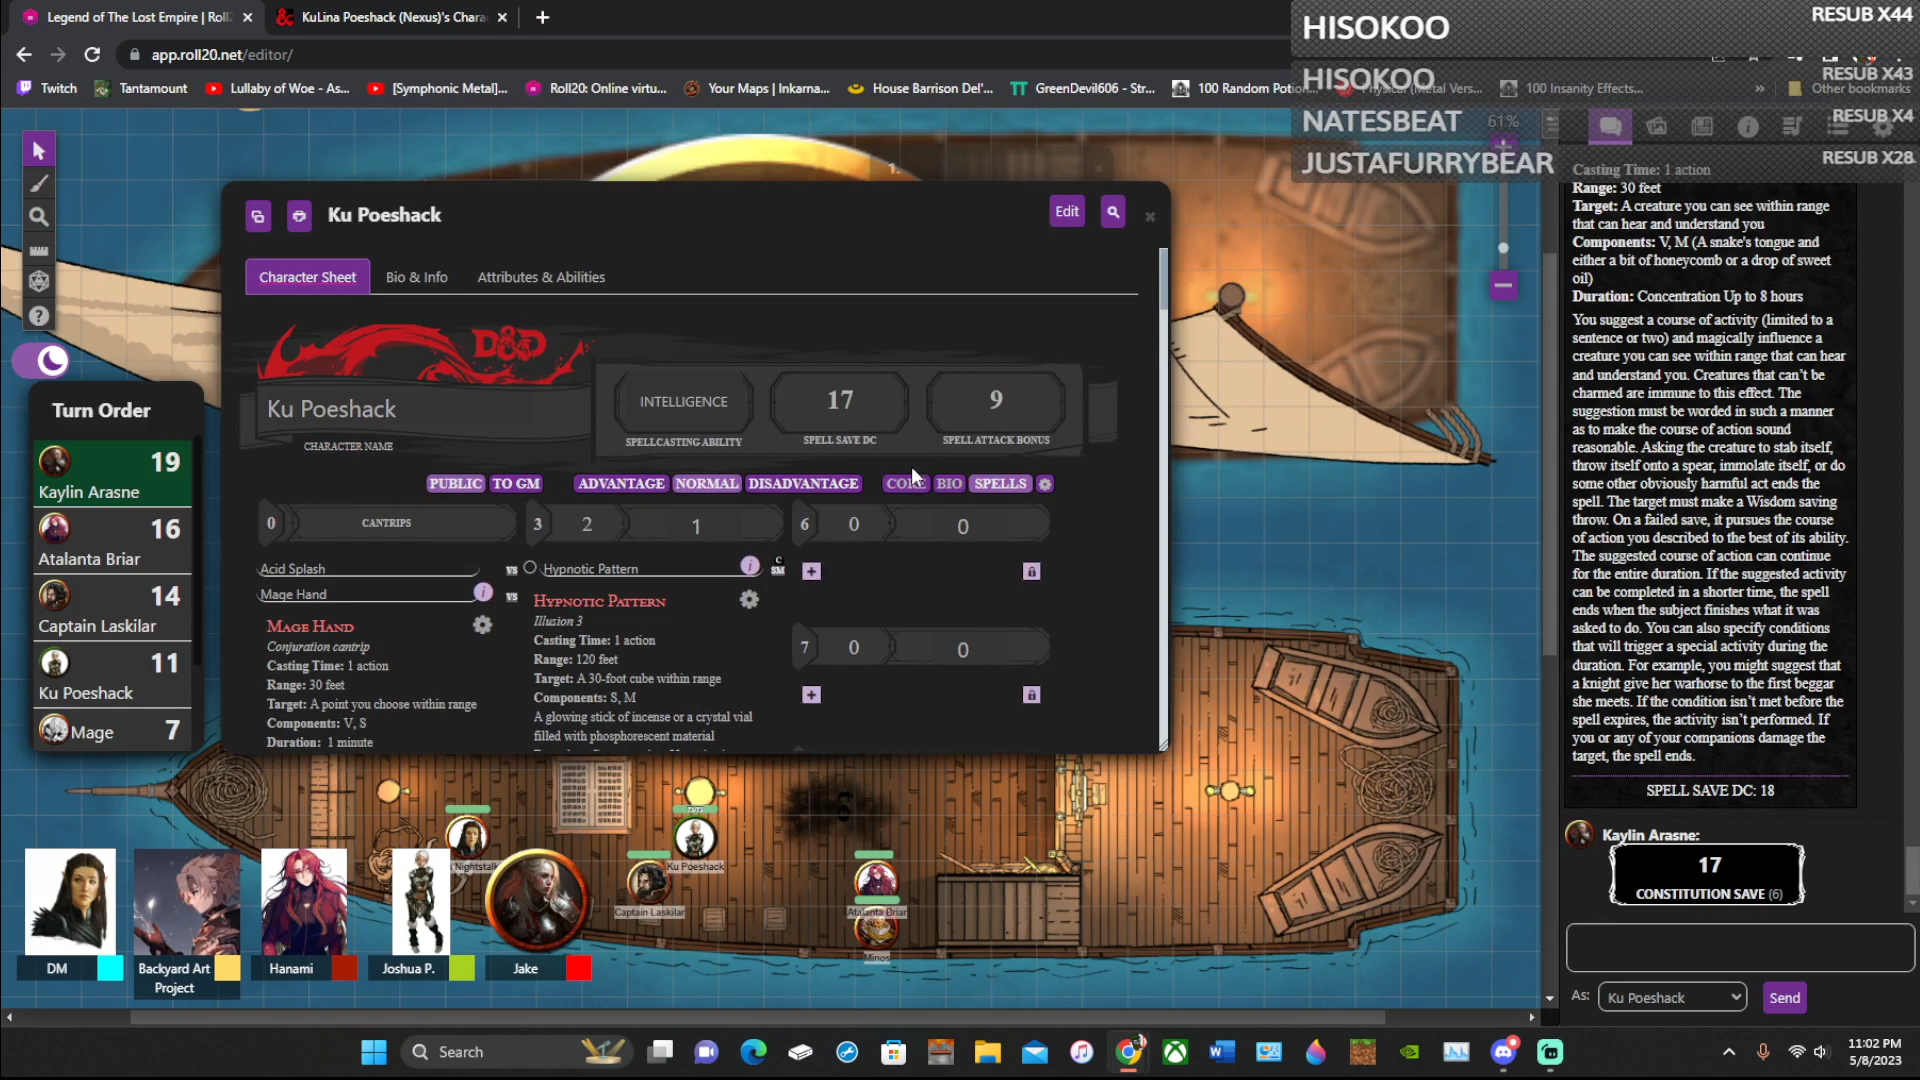 Legend of The Lost Empire | Roll2
KuLina Poeshack (Nexus)'s Chara
app.roll20.net/editor/
Twitch
Tantamount
Lullaby of Woe - As...
[Symphonic Metal]...
Roll20: Online virtu...
Your Maps | Inkarna...
House Barrison Del'...
GreenDevil606 - Str...
100 Random Potio...
Physical (Metal Vers...
100 Insanity Effects...
Other bookmarks
HISOKOO
RESUB X44
HISOKOO
RESUB X43
NATESBEAT
RESUB X4
JUSTAFURRYBEAR
RESUB X28
61%
Ku Poeshack
Edit
Character Sheet
Bio & Info
Attributes & Abilities
D&D
Ku Poeshack
CHARACTER NAME
INTELLIGENCE
SPELLCASTING ABILITY
17
SPELL SAVE DC
9
SPELL ATTACK BONUS
PUBLIC
TO GM
ADVANTAGE
NORMAL
DISADVANTAGE
CORE
BIO
SPELLS
0
CANTRIPS
3
2
1
6
0
0
Acid Splash
VS
Hypnotic Pattern
C
SM
Mage Hand
VS
MAGE HAND
Conjuration cantrip
Casting Time: 1 action
Range: 30 feet
Target: A point you choose within range
Components: V, S
Duration: 1 minute
HYPNOTIC PATTERN
Illusion 3
Casting Time: 1 action
Range: 120 feet
Target: A 30-foot cube within range
Components: S, M
A glowing stick of incense or a crystal vial
filled with phosphorescent material
7
0
0
Turn Order
19
Kaylin Arasne
16
Atalanta Briar
14
Captain Laskilar
11
Ku Poeshack
Mage
7
Casting Time: 1 action
Range: 30 feet
Target: A creature you can see within range
that can hear and understand you
Components: V, M (A snake's tongue and
either a bit of honeycomb or a drop of sweet
oil)
Duration: Concentration Up to 8 hours
You suggest a course of activity (limited to a
sentence or two) and magically influence a
creature you can see within range that can hear
and understand you. Creatures that can't be
charmed are immune to this effect. The
suggestion must be worded in such a manner
as to make the course of action sound
reasonable. Asking the creature to stab itself,
throw itself onto a spear, immolate itself, or do
some other obviously harmful act ends the
spell. The target must make a Wisdom saving
throw. On a failed save, it pursues the course
of action you described to the best of its ability.
The suggested course of action can continue
for the entire duration. If the suggested activity
can be completed in a shorter time, the spell
ends when the subject finishes what it was
asked to do. You can also specify conditions
that will trigger a special activity during the
duration. For example, you might suggest that
a knight give her warhorse to the first beggar
she meets. If the condition isn't met before the
spell expires, the activity isn't performed. If
you or any of your companions damage the
target, the spell ends.
SPELL SAVE DC: 18
Kaylin Arasne:
17
CONSTITUTION SAVE (6)
As:
Ku Poeshack
Send
Nightstalk
Ku Poeshack
Captain Laskilar
Atalanta Briar
Minos
DM
Backyard Art
Project
Hanami
Joshua P.
Jake
Search
11:02 PM
5/8/2023